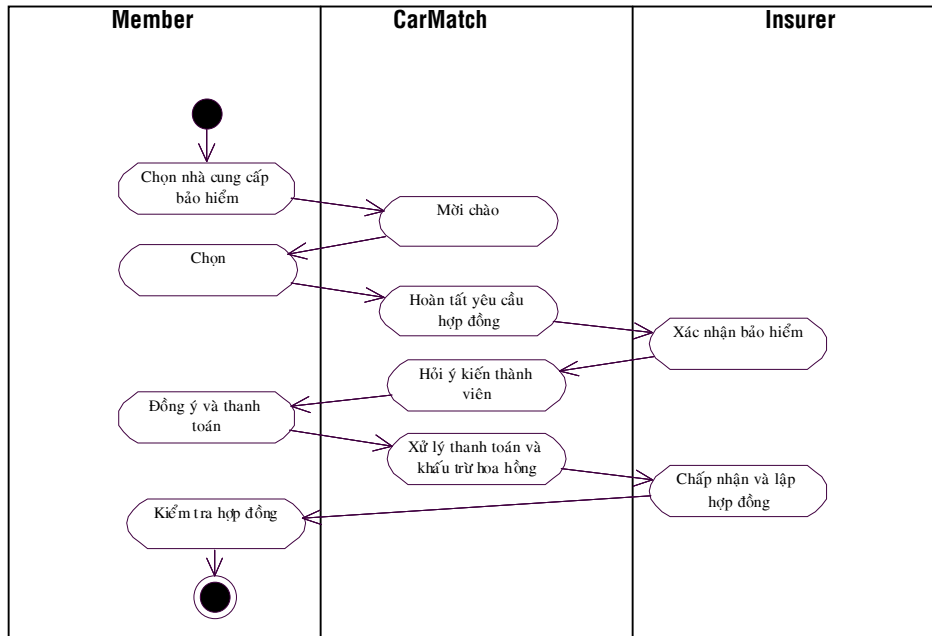 Member
CarMatch
Insurer
Chọn nhà cung cấp
bảo hiểm
Mời chào
Chọn
Hoàn tất yêu cầu
hợp đồng
Xác nhận bảo hiểm
Hỏi ý kiến thành
viên
Đồng ý và thanh
toán
Xử lý thanh toán và
khấu trừ hoa hồng
Chấp nhận và lập
hợp đồng
Kiểm tra hợp đồng